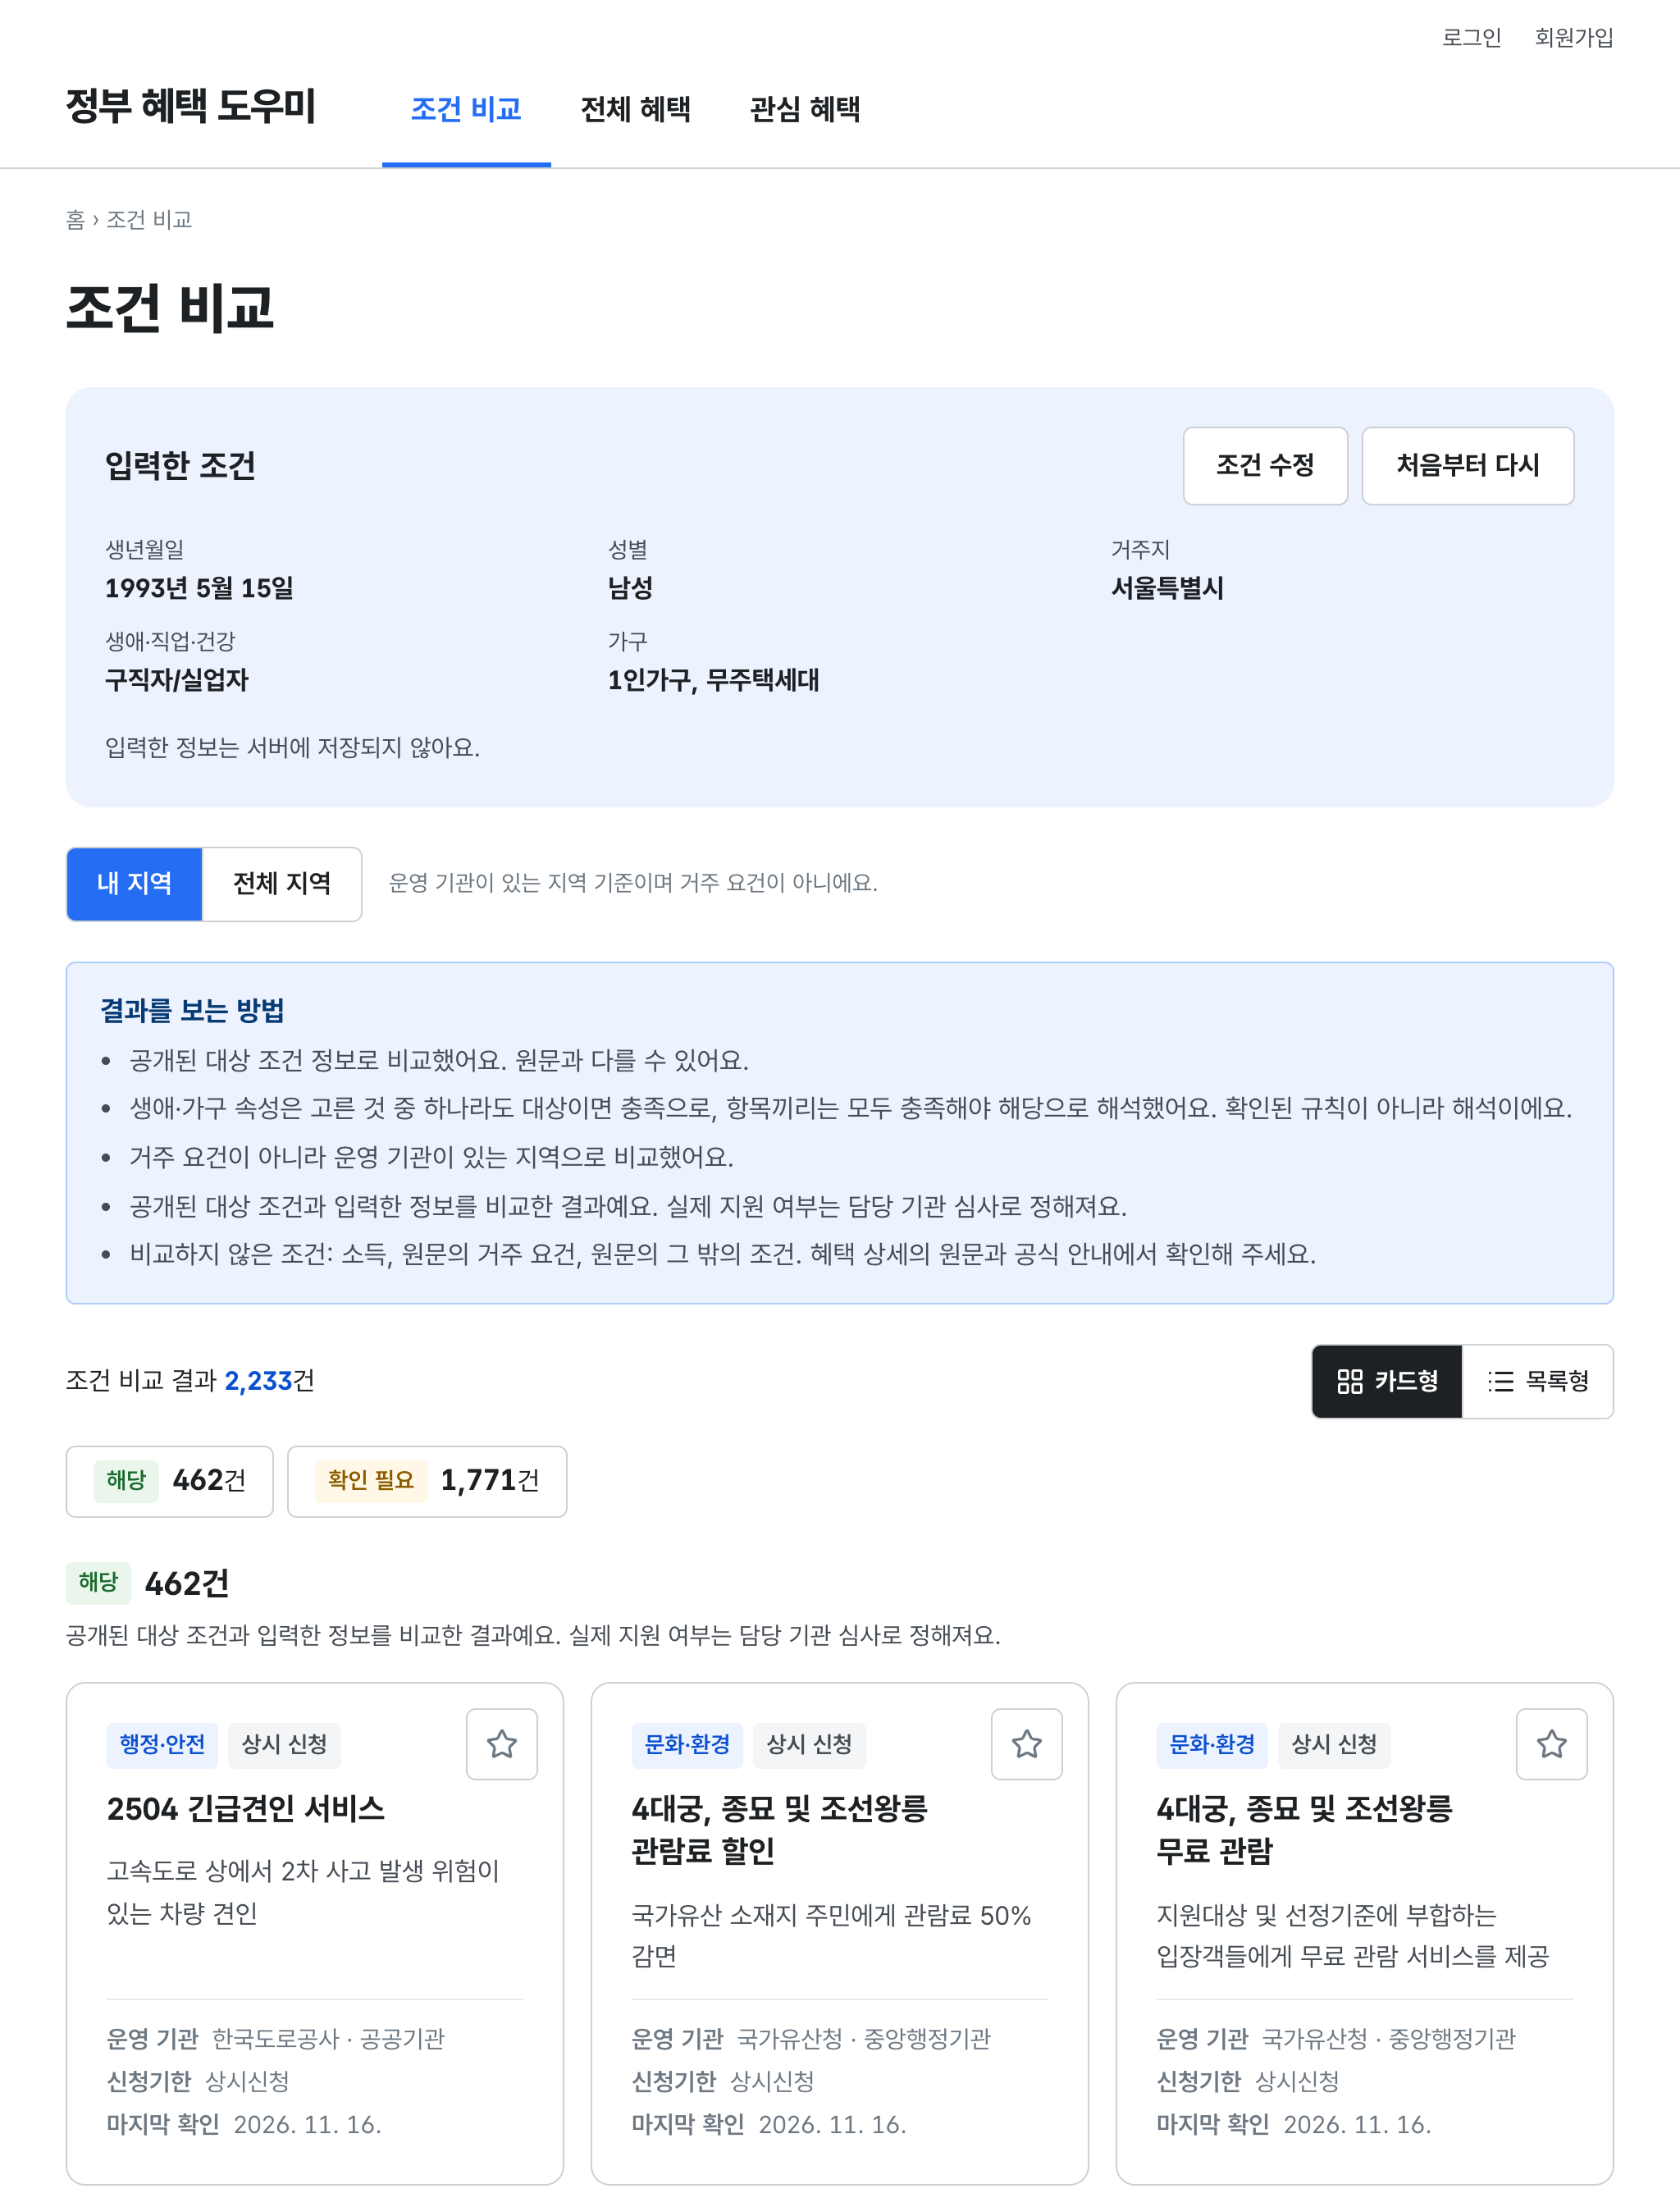 로그인 회원가입
정부 혜택 도우미 조건 비교 전체 혜택 관심 혜택
홈 › 조건 비교
조건 비교
입력한 조건 조건 수정 처음부터 다시
생년월일 성별 거주지
1993년 5월 15일 남성 서울특별시
생애·직업·건강 가구
구직자/실업자 1인가구, 무주택세대
입력한 정보는 서버에 저장되지 않아요.
내 지역 전체 지역 운영 기관이 있는 지역 기준이며 거주 요건이 아니에요.
결과를 보는 방법
• 공개된 대상 조건 정보로 비교했어요. 원문과 다를 수 있어요.
• 생애·가구 속성은 고른 것 중 하나라도 대상이면 충족으로, 항목끼리는 모두 충족해야 해당으로 해석했어요. 확인된 규칙이 아니라 해석이에요.
• 거주 요건이 아니라 운영 기관이 있는 지역으로 비교했어요.
• 공개된 대상 조건과 입력한 정보를 비교한 결과예요. 실제 지원 여부는 담당 기관 심사로 정해져요.
• 비교하지 않은 조건: 소득, 원문의 거주 요건, 원문의 그 밖의 조건. 혜택 상세의 원문과 공식 안내에서 확인해 주세요.
조건 비교 결과 2,233건 카드형 목록형
해당 462건 확인 필요 1,771건
해당 462건
공개된 대상 조건과 입력한 정보를 비교한 결과예요. 실제 지원 여부는 담당 기관 심사로 정해져요.
행정·안전 상시 신청
2504 긴급견인 서비스
고속도로 상에서 2차 사고 발생 위험이
있는 차량 견인
운영 기관 한국도로공사 · 공공기관
신청기한 상시신청
마지막 확인 2026. 11. 16.
문화·환경 상시 신청
4대궁, 종묘 및 조선왕릉
관람료 할인
국가유산 소재지 주민에게 관람료 50%
감면
운영 기관 국가유산청 · 중앙행정기관
신청기한 상시신청
마지막 확인 2026. 11. 16.
문화·환경 상시 신청
4대궁, 종묘 및 조선왕릉
무료 관람
지원대상 및 선정기준에 부합하는
입장객들에게 무료 관람 서비스를 제공
운영 기관 국가유산청 · 중앙행정기관
신청기한 상시신청
마지막 확인 2026. 11. 16.